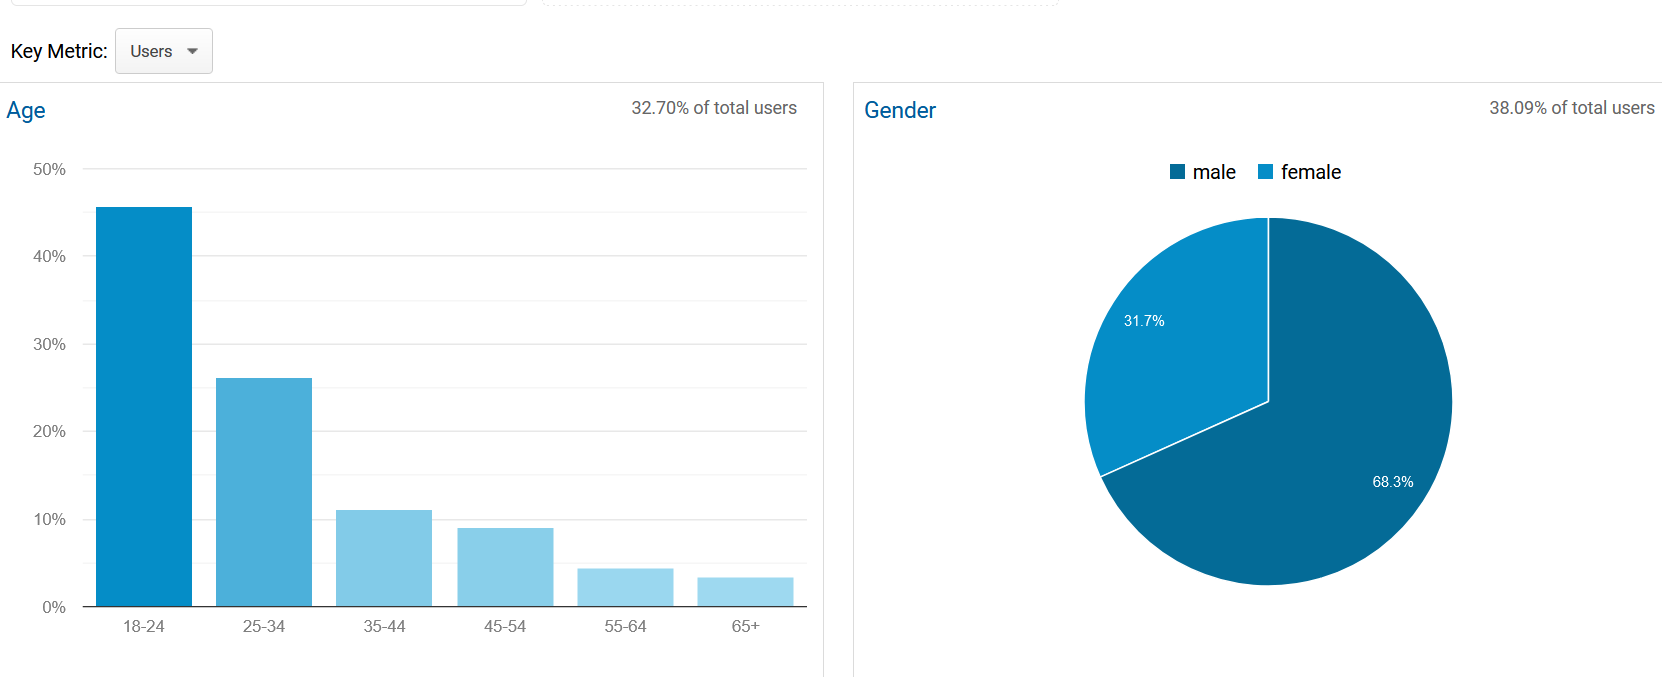 Key Metric: Users
Age
32.70% of total users
50%
40%
30%
20%
10%
0%
18-24 25-34 35-44 45-54 55-64 65+
Gender
38.09% of total users
male female
31.7%
68.3%